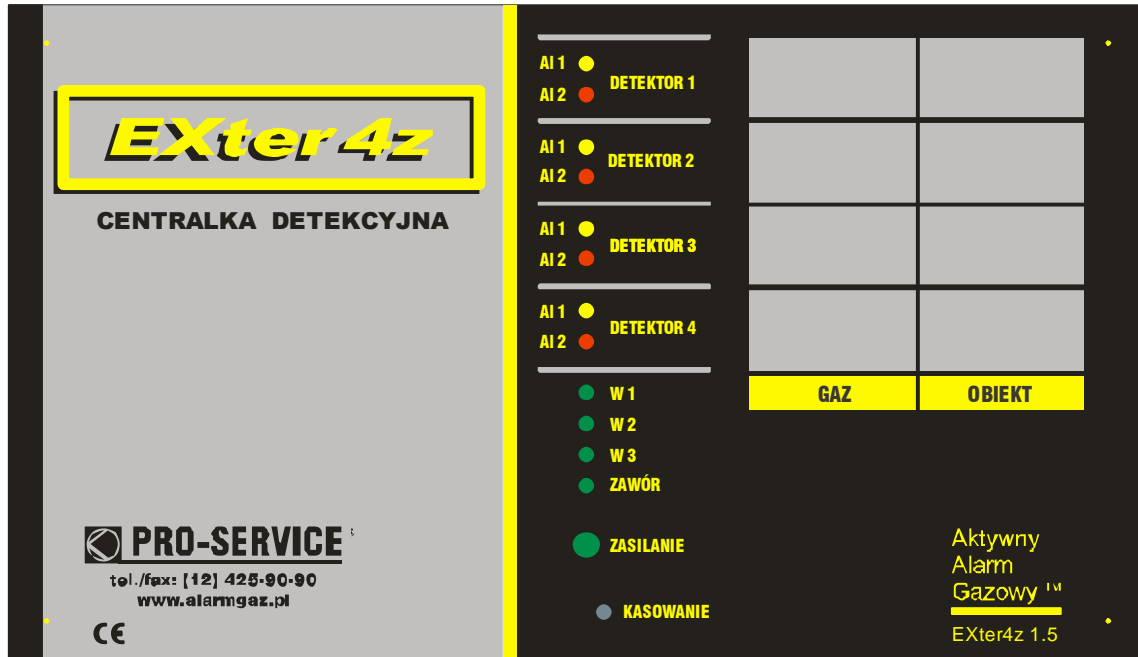 EXter 4z
CENTRALKA DETEKCYJNA
PRO-SERVICE
tel./fax: [12] 425-90-90
www.alarmgaz.pl
CE
Al 1
DETEKTOR 1
Al 2
Al 1
DETEKTOR 2
Al 2
Al 1
DETEKTOR 3
Al 2
Al 1
DETEKTOR 4
Al 2
W 1
W 2
W 3
ZAWÓR
ZASILANIE
KASOWANIE
GAZ OBIEKT
Aktywny
Alarm
Gazowy ™
EXter4z 1.5